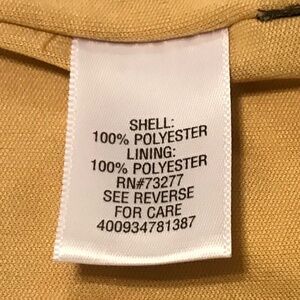 SHELL:
100% POLYESTER
LINING:
100% POLYESTER
RN#73277
SEE REVERSE
FOR CARE
400934781387